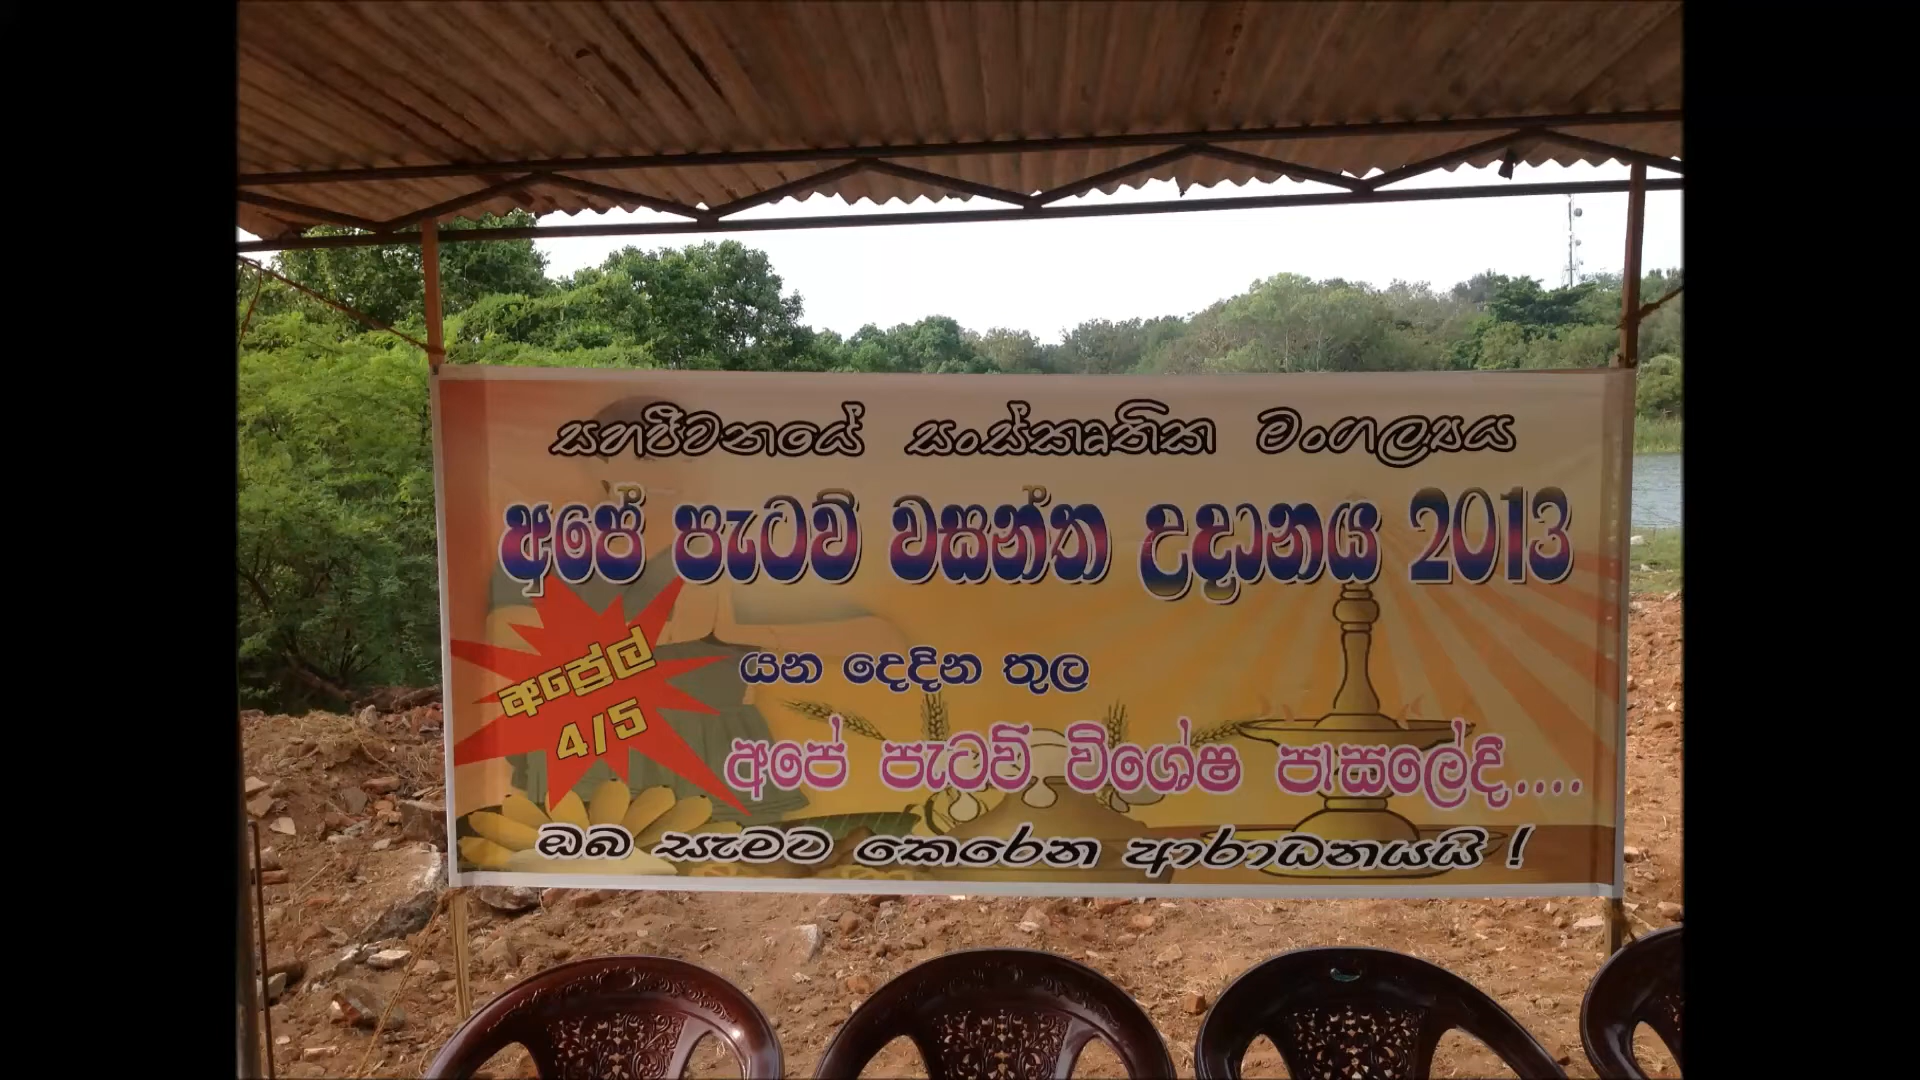 සහජීවනයේ සංස්කෘතික මංගල්‍යය
අපේ පැටව් වසන්ත උදානය 2013
අප්‍රේල්
4/5
යන දෙදින තුල
අපේ පැටව් විශේෂ පාසලේදී....
ඔබ සැමට කෙරෙන ආරාධනයයි !